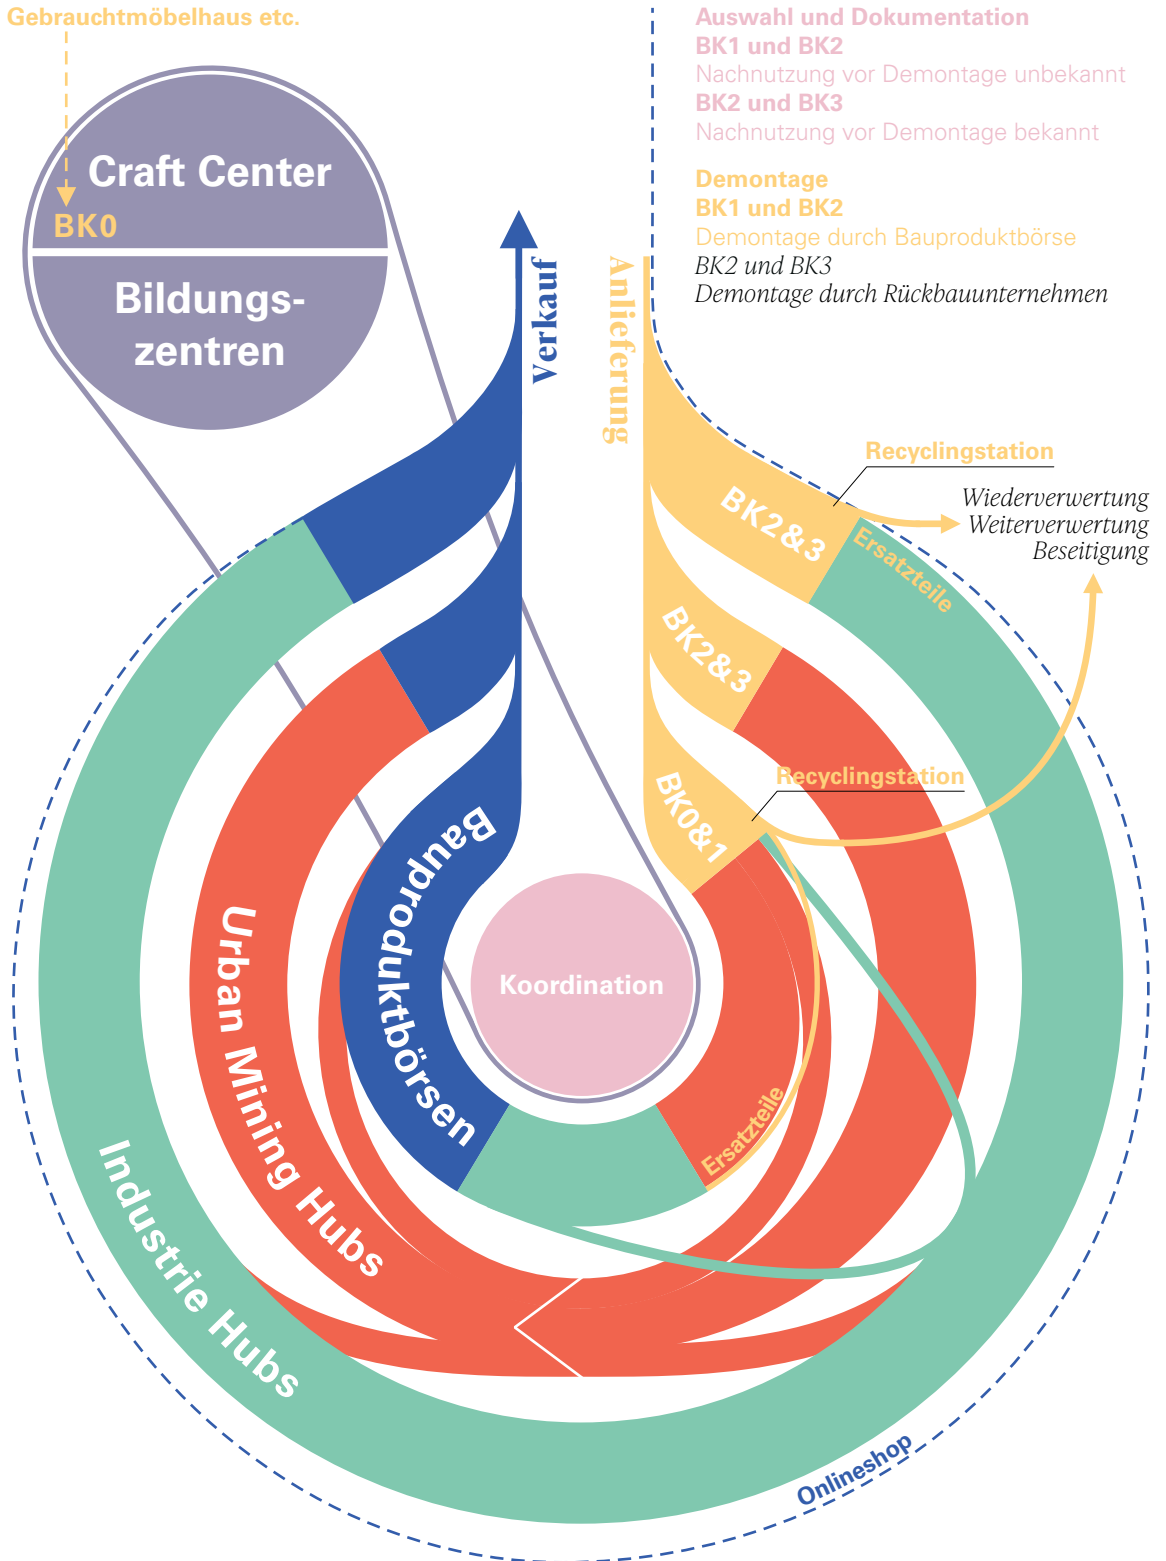 Gebrauchtmöbelhaus etc.
Craft Center
BK0
Bildungs-
zentren
Auswahl und Dokumentation
BK1 und BK2
Nachnutzung vor Demontage unbekannt
BK2 und BK3
Nachnutzung vor Demontage bekannt
Demontage
BK1 und BK2
Demontage durch Bauproduktbörse
BK2 und BK3
Demontage durch Rückbauunternehmen
Verkauf
Anlieferung
Recyclingstation
Wiederverwertung
Weiterverwertung
Beseitigung
BK2&3
Ersatzteile
BK2&3
Recyclingstation
BK0&1
Bauproduktbörsen
Urban Mining Hubs
Koordination
Ersatzteile
Industrie Hubs
Onlineshop